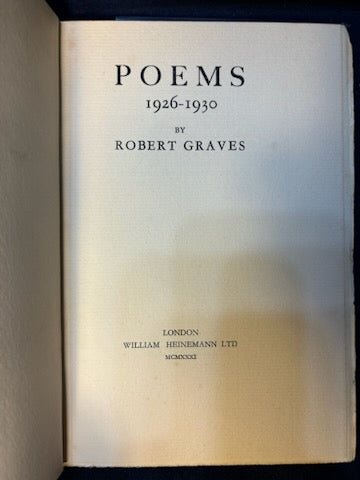 POEMS
1926-1930
BY
ROBERT GRAVES
LONDON
WILLIAM HEINEMANN LTD
MCMXXXI